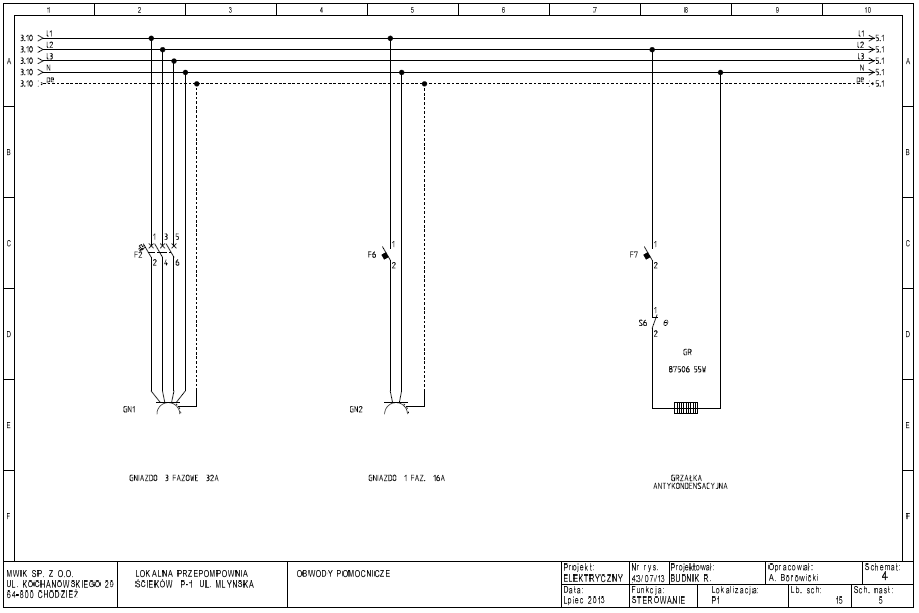 1 2 3 4 5 6 7 8 9 10
3.10 L1 L1 5.1
3.10 L2 L2 5.1
A 3.10 L3 L3 5.1 A
3.10 N N 5.1
3.10 PE PE 5.1
B B
C C
1 3 5
F2
2 4 6
1
F6
2
1
F7
2
D D
1
S6 θ
2
GR
87506 55W
E E
GN1
GN2
GNIAZDO 3 FAZOWE 32A
GNIAZDO 1 FAZ. 16A
GRZAŁKA
ANTYKONDENSACYJNA
F F
MWIK SP. Z O.O.
UL. KOCHANOWSKIEGO 29
64-800 CHODZIEŻ
LOKALNA PRZEPOMPOWNIA
ŚCIEKÓW P-1 UL. MŁYNSKA
OBWODY POMOCNICZE
Projekt:
ELEKTRYCZNY
Nr rys.
43/07/13
Projektował:
BUDNIK R.
Opracował:
A. Borowicki
Schemat:
4
Data:
Lpiec 2013
Funkcja:
STEROWANIE
Lokalizacja:
P1
Lb. sch:
15
Sch. nast:
5